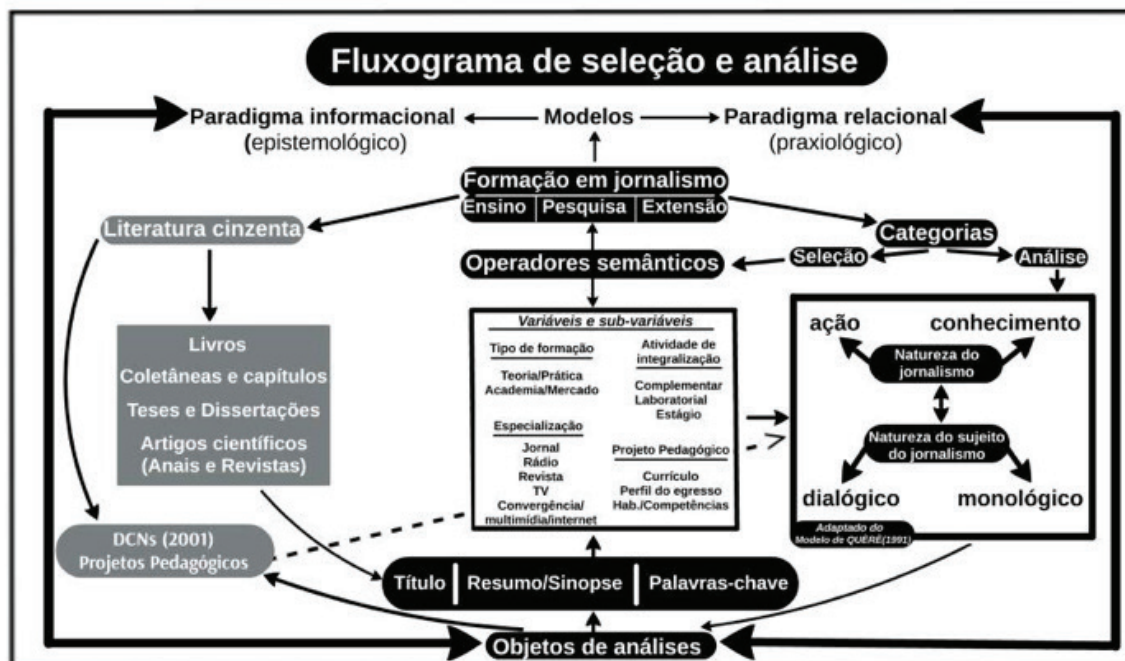 Fluxograma de seleção e análise
Paradigma informacional
(epistemológico)
Modelos
Paradigma relacional
(praxiológico)
Formação em jornalismo
Ensino Pesquisa Extensão
Literatura cinzenta
Categorias
Seleção
Análise
Operadores semânticos
Livros
Coletâneas e capítulos
Teses e Dissertações
Artigos científicos
(Anais e Revistas)
Variáveis e sub-variáveis
Tipo de formação
Teoria/Prática
Academia/Mercado
Especialização
Jornal
Rádio
Revista
TV
Convergência/
multimídia/internet
Atividade de
integralização
Complementar
Laboratorial
Estágio
Projeto Pedagógico
Currículo
Perfil do egresso
Hab./Competências
ação
conhecimento
Natureza do
jornalismo
Natureza do sujeito
do jornalismo
dialógico
monológico
Adaptado do
Modelo de QUÉRÉ(1991)
DCNs (2001)
Projetos Pedagógicos
Título Resumo/Sinopse Palavras-chave
Objetos de análises